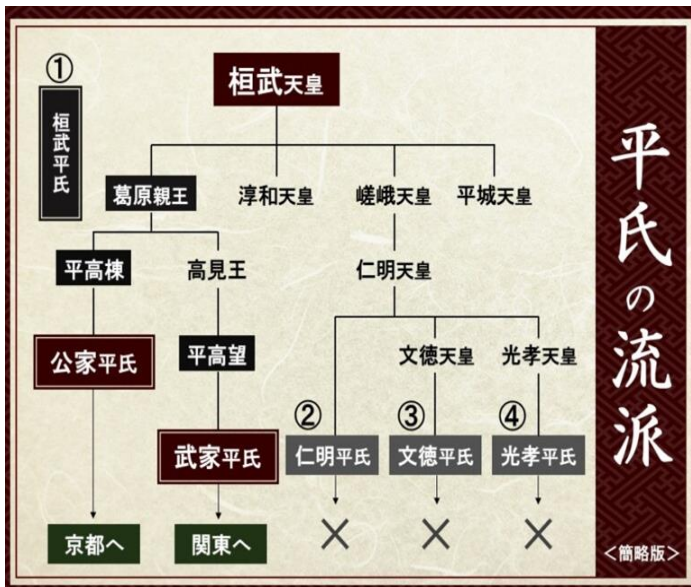 平氏の流派
<簡略版>
①
桓武平氏
桓武天皇
葛原親王
淳和天皇
嵯峨天皇
平城天皇
平高棟
高見王
仁明天皇
公家平氏
平高望
文徳天皇
光孝天皇
武家平氏
②
仁明平氏
③
文徳平氏
④
光孝平氏
京都へ
関東へ